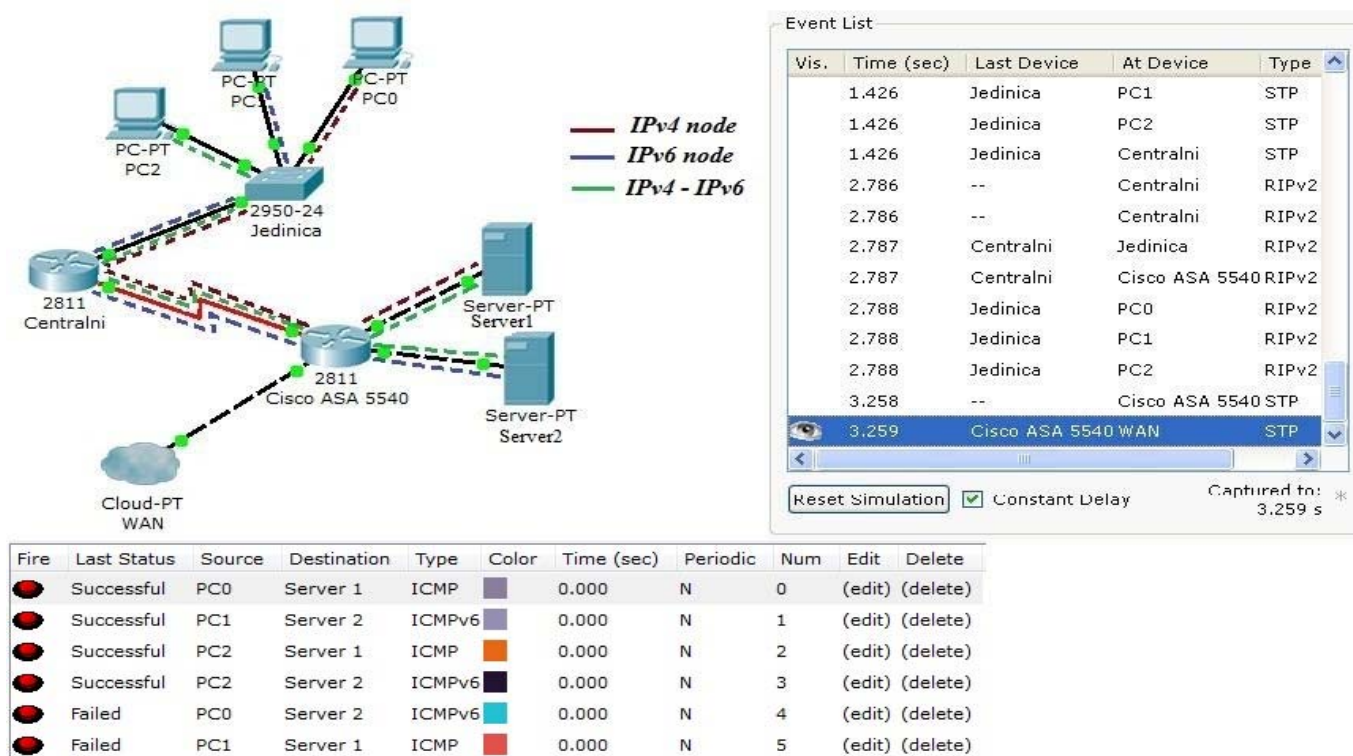 PC-PT
PC1
PC-PT
PC0
PC-PT
PC2
2950-24
Jedinica
2811
Centralni
Server-PT
Server1
2811
Cisco ASA 5540
Server-PT
Server2
Cloud-PT
WAN
IPv4 node
IPv6 node
IPv4 - IPv6
Event List
Vis. Time (sec) Last Device At Device Type
1.426 Jedinica PC1 STP
1.426 Jedinica PC2 STP
1.426 Jedinica Centralni STP
2.786 -- Centralni RIPv2
2.786 -- Centralni RIPv2
2.787 Centralni Jedinica RIPv2
2.787 Centralni Cisco ASA 5540 RIPv2
2.788 Jedinica PC0 RIPv2
2.788 Jedinica PC1 RIPv2
2.788 Jedinica PC2 RIPv2
3.258 -- Cisco ASA 5540 STP
3.259 Cisco ASA 5540 WAN STP
Reset Simulation Constant Delay Captured to: *
3.259 s
Fire Last Status Source Destination Type Color Time (sec) Periodic Num Edit Delete
Successful PC0 Server 1 ICMP 0.000 N 0 (edit) (delete)
Successful PC1 Server 2 ICMPv6 0.000 N 1 (edit) (delete)
Successful PC2 Server 1 ICMP 0.000 N 2 (edit) (delete)
Successful PC2 Server 2 ICMPv6 0.000 N 3 (edit) (delete)
Failed PC0 Server 2 ICMPv6 0.000 N 4 (edit) (delete)
Failed PC1 Server 1 ICMP 0.000 N 5 (edit) (delete)